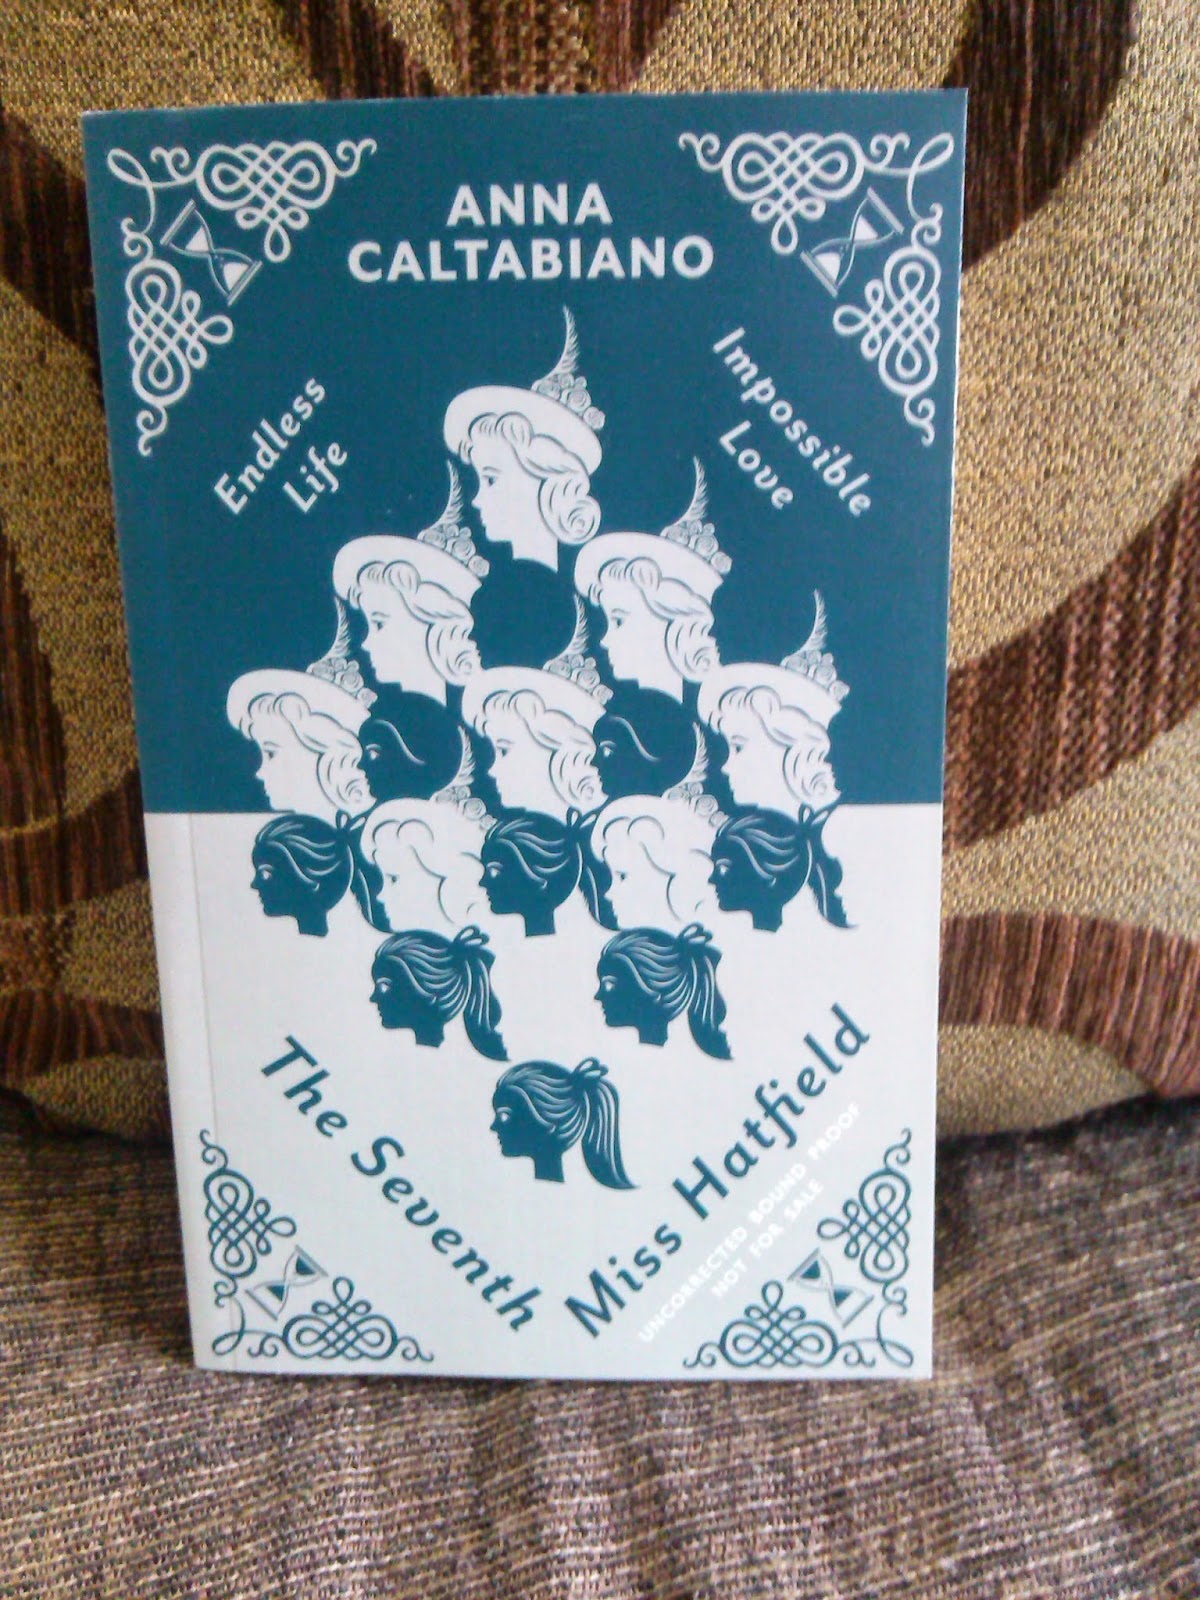 ANNA
CALTABIANO
Endless
Life
Impossible
Love
The Seventh
Miss Hatfield
UNCORRECTED BOUND PROOF
NOT FOR SALE